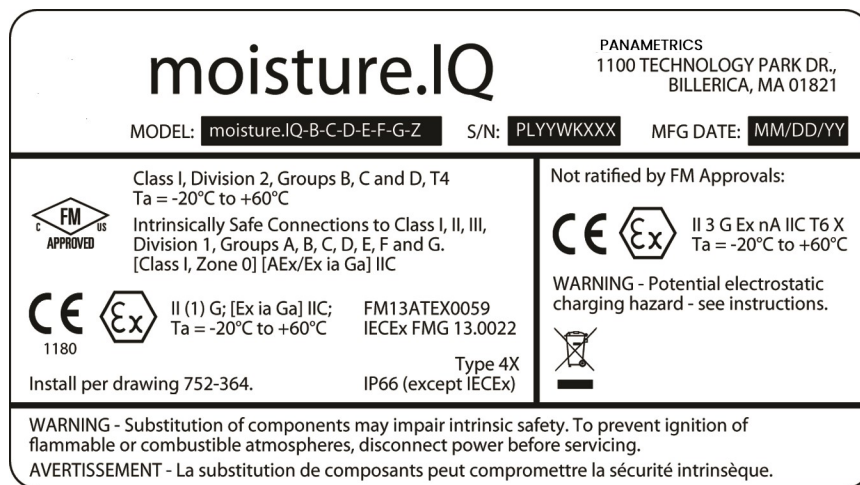 moisture.IQ
PANAMETRICS
1100 TECHNOLOGY PARK DR.,
BILLERICA, MA 01821
MODEL: moisture.IQ-B-C-D-E-F-G-Z S/N: PLYYWKXXX MFG DATE: MM/DD/YY
Class I, Division 2, Groups B, C and D, T4
Ta = -20°C to +60°C
C FM US
APPROVED
Intrinsically Safe Connections to Class I, II, III,
Division 1, Groups A, B, C, D, E, F and G.
[Class I, Zone 0] [AEx/Ex ia Ga] IIC
CE Ex
1180
II (1) G; [Ex ia Ga] IIC;
Ta = -20°C to +60°C
FM13ATEX0059
IECEx FMG 13.0022
Type 4X
IP66 (except IECEx)
Install per drawing 752-364.
Not ratified by FM Approvals:
CE Ex
II 3 G Ex nA IIC T6 X
Ta = -20°C to +60°C
WARNING - Potential electrostatic
charging hazard - see instructions.
WARNING - Substitution of components may impair intrinsic safety. To prevent ignition of
flammable or combustible atmospheres, disconnect power before servicing.
AVERTISSEMENT - La substitution de composants peut compromettre la sécurité intrinsèque.